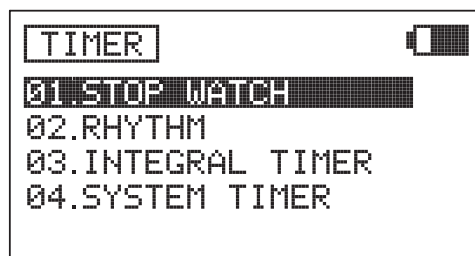 TIMER
01.STOP WATCH
02.RHYTHM
03.INTEGRAL TIMER
04.SYSTEM TIMER